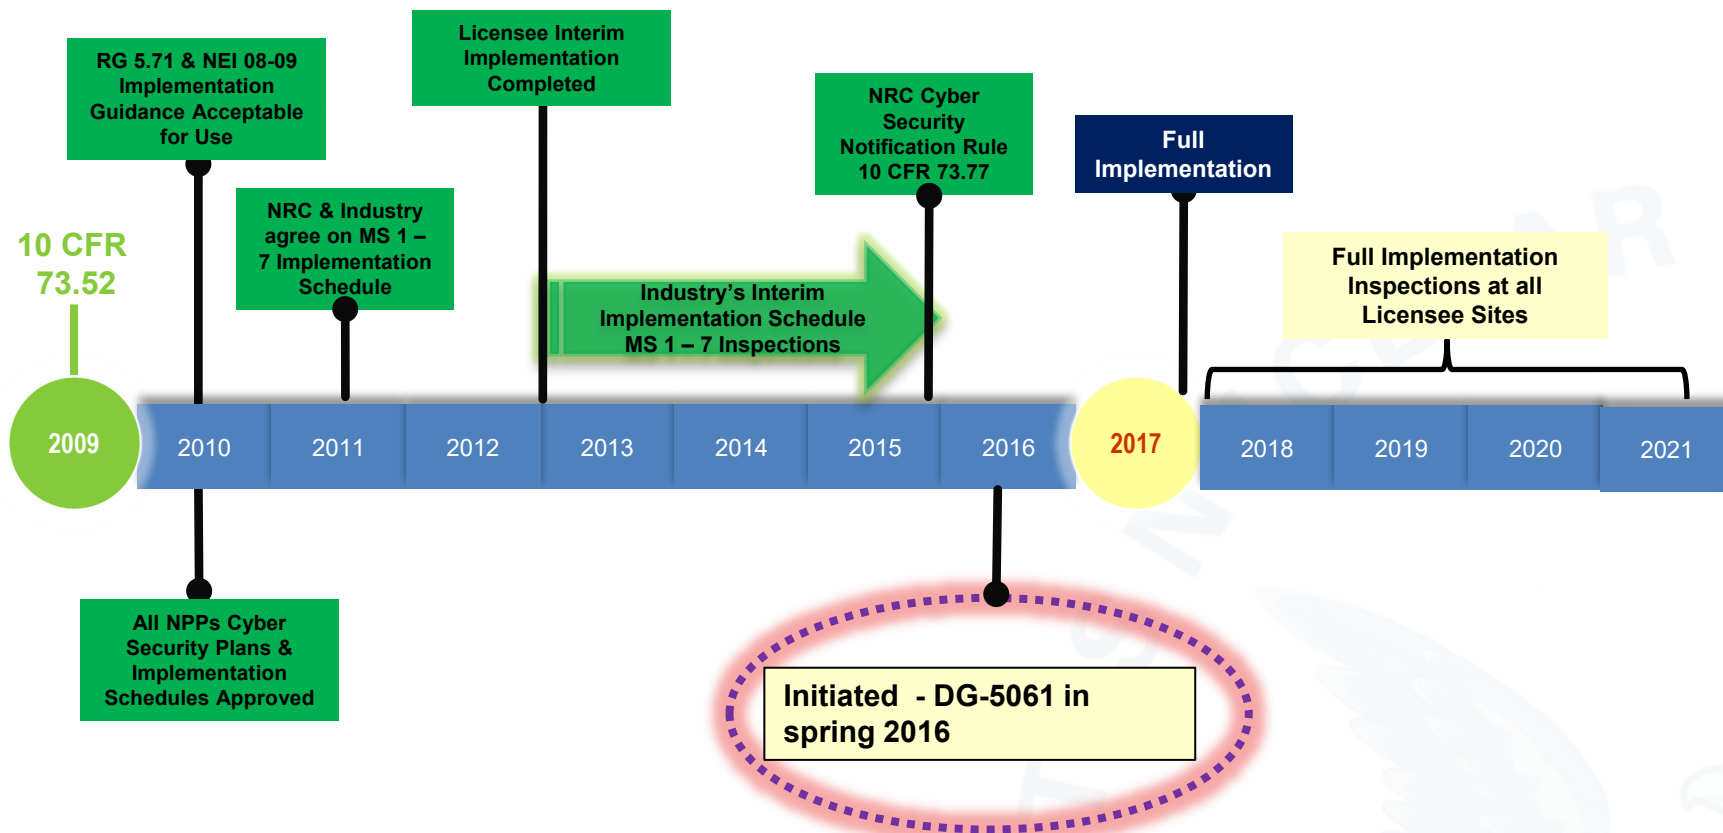 Licensee Interim
Implementation
Completed
RG 5.71 & NEI 08-09
Implementation
Guidance Acceptable
for Use
NRC Cyber
Security
Notification Rule
10 CFR 73.77
Full
Implementation
NRC & Industry
agree on MS 1 –
7 Implementation
Schedule
10 CFR
73.52
Full Implementation
Inspections at all
Licensee Sites
Industry's Interim
Implementation Schedule
MS 1 – 7 Inspections
2009
2010
2011
2012
2013
2014
2015
2016
2017
2018
2019
2020
2021
All NPPs Cyber
Security Plans &
Implementation
Schedules Approved
Initiated - DG-5061 in
spring 2016